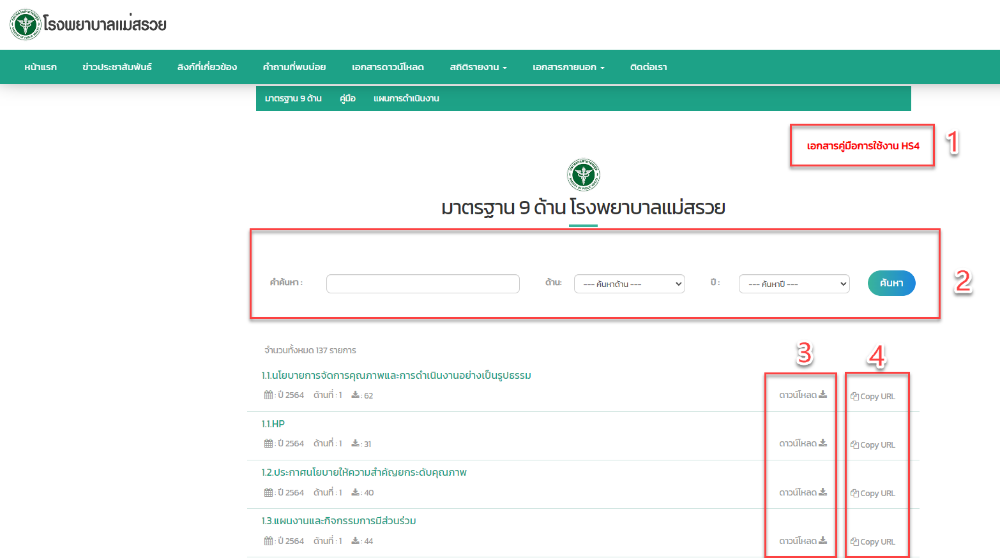 โรงพยาบาลแม่สรวย
หน้าแรก ข่าวประชาสัมพันธ์ ลิงก์ที่เกี่ยวข้อง คำถามที่พบบ่อย เอกสารดาวน์โหลด สถิติรายงาน เอกสารภายนอก ติดต่อเรา
มาตรฐาน 9 ด้าน คู่มือ แผนการดำเนินงาน
เอกสารคู่มือการใช้งาน HS4 1
มาตรฐาน 9 ด้าน โรงพยาบาลแม่สรวย
คำค้นหา : ด้าน: --- ค้นหาด้าน --- ปี : --- ค้นหาปี --- ค้นหา 2
จำนวนทั้งหมด 137 รายการ 3 4
1.1.นโยบายการจัดการคุณภาพและการดำเนินงานอย่างเป็นรูปธรรม
: ปี 2564 ด้านที่ : 1 : 62 ดาวน์โหลด Copy URL
1.1.HP
: ปี 2564 ด้านที่ : 1 : 31 ดาวน์โหลด Copy URL
1.2.ประกาศนโยบายให้ความสำคัญยกระดับคุณภาพ
: ปี 2564 ด้านที่ : 1 : 40 ดาวน์โหลด Copy URL
1.3.แผนงานและกิจกรรมการมีส่วนร่วม
: ปี 2564 ด้านที่ : 1 : 44 ดาวน์โหลด Copy URL